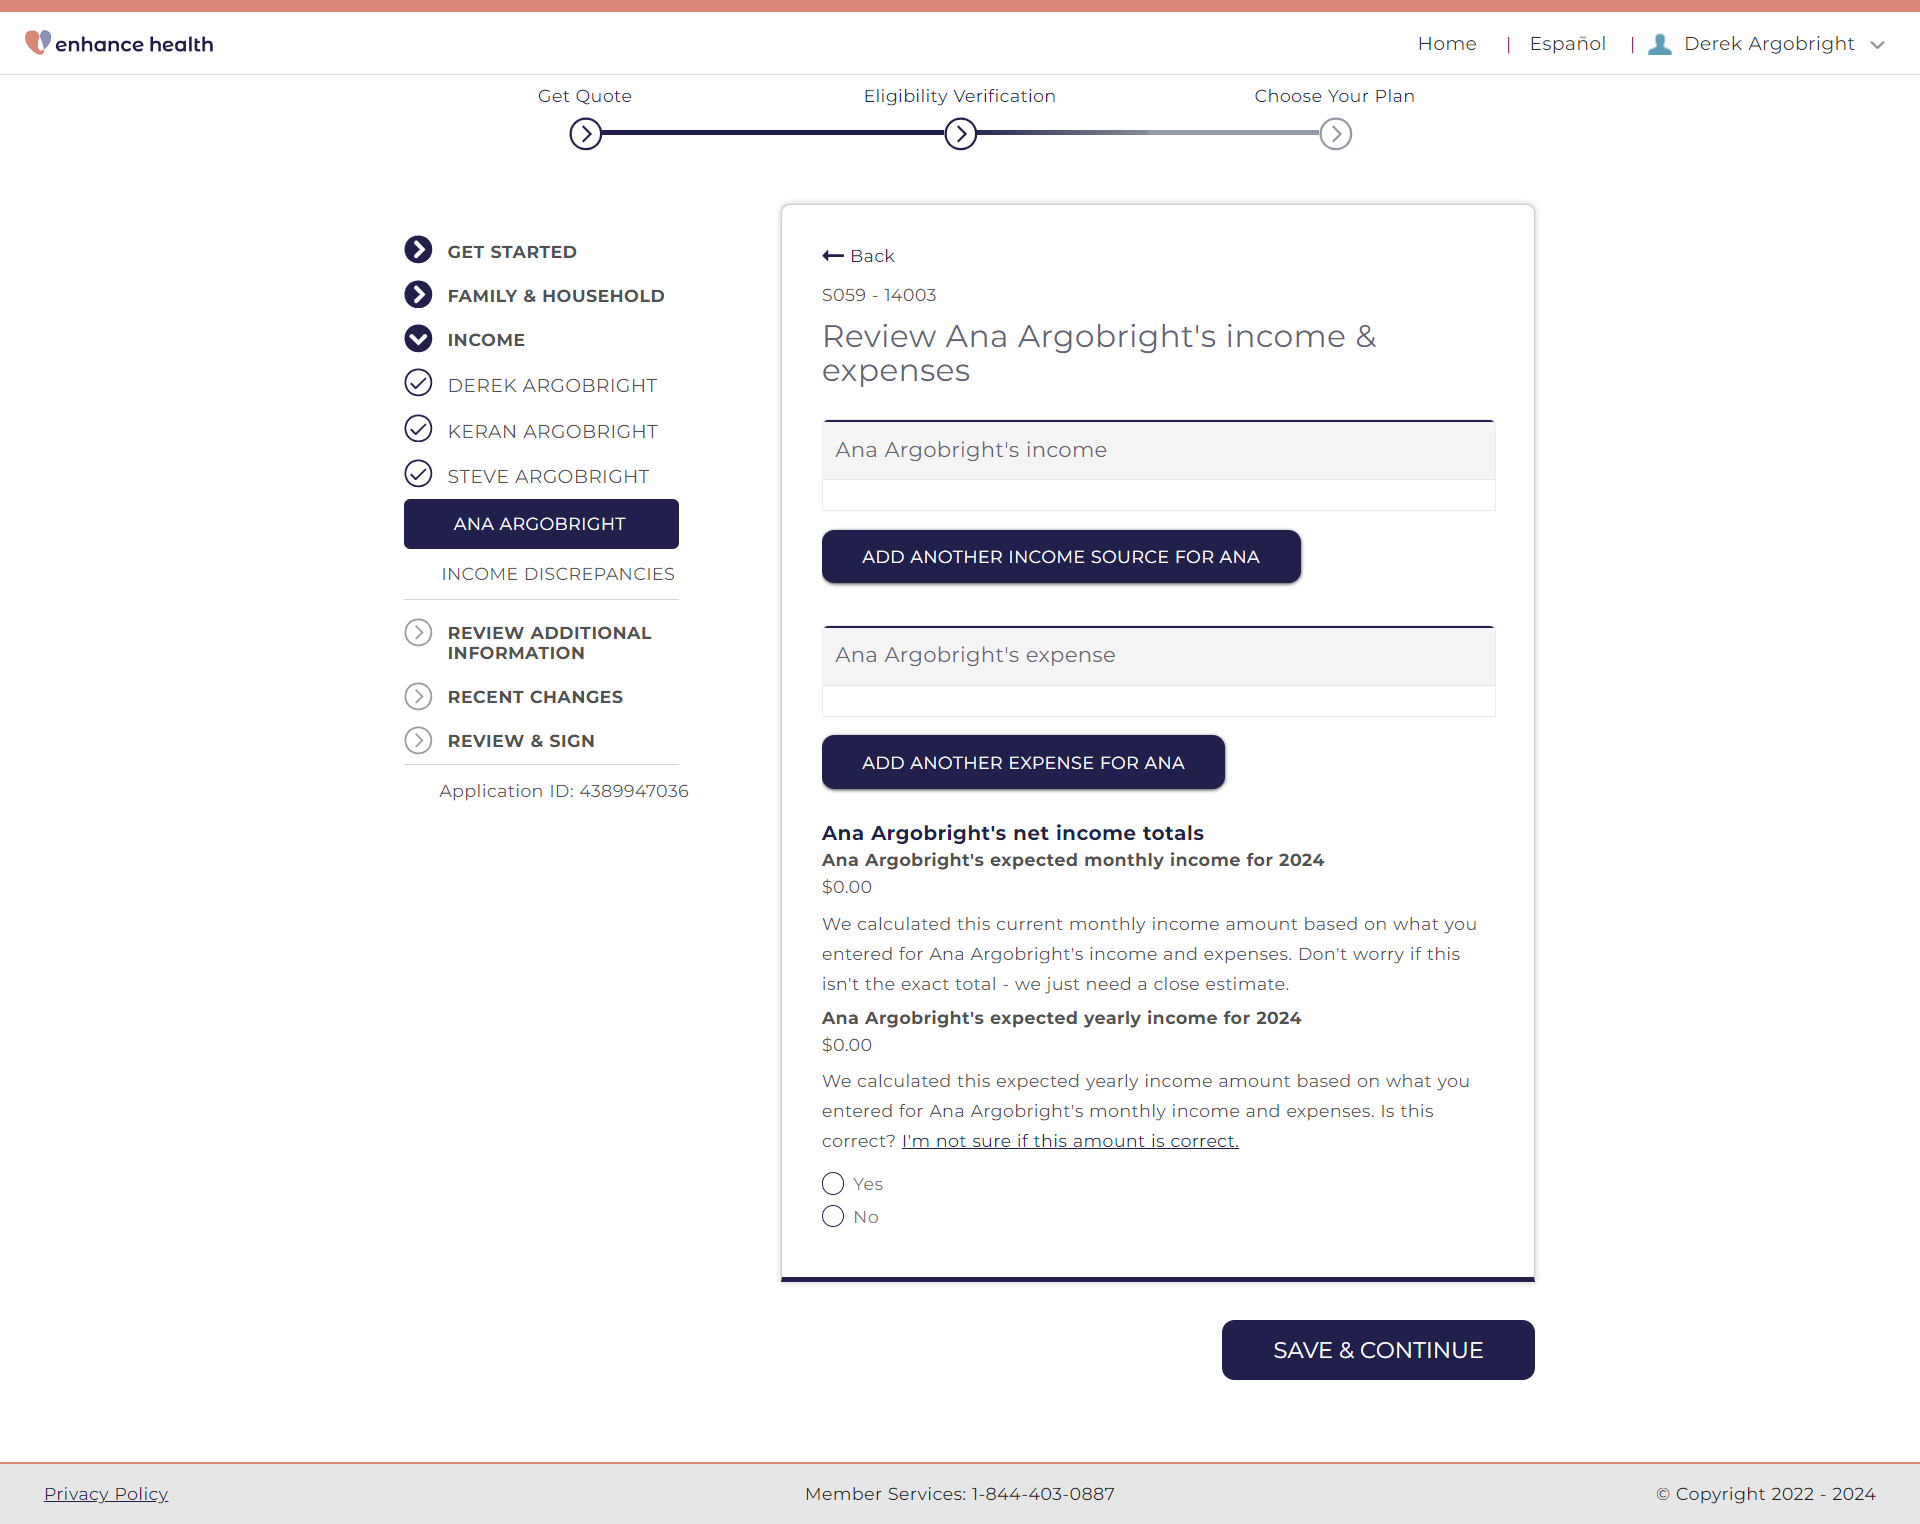 enhance health
Home | Español | Derek Argobright
Get Quote
Eligibility Verification
Choose Your Plan
GET STARTED
FAMILY & HOUSEHOLD
INCOME
DEREK ARGOBRIGHT
KERAN ARGOBRIGHT
STEVE ARGOBRIGHT
ANA ARGOBRIGHT
INCOME DISCREPANCIES
REVIEW ADDITIONAL
INFORMATION
RECENT CHANGES
REVIEW & SIGN
Application ID: 4389947036
Back
S059 - 14003
Review Ana Argobright's income &
expenses
Ana Argobright's income
ADD ANOTHER INCOME SOURCE FOR ANA
Ana Argobright's expense
ADD ANOTHER EXPENSE FOR ANA
Ana Argobright's net income totals
Ana Argobright's expected monthly income for 2024
$0.00
We calculated this current monthly income amount based on what you
entered for Ana Argobright's income and expenses. Don't worry if this
isn't the exact total - we just need a close estimate.
Ana Argobright's expected yearly income for 2024
$0.00
We calculated this expected yearly income amount based on what you
entered for Ana Argobright's monthly income and expenses. Is this
correct? I'm not sure if this amount is correct.
Yes
No
SAVE & CONTINUE
Privacy Policy
Member Services: 1-844-403-0887
© Copyright 2022 - 2024